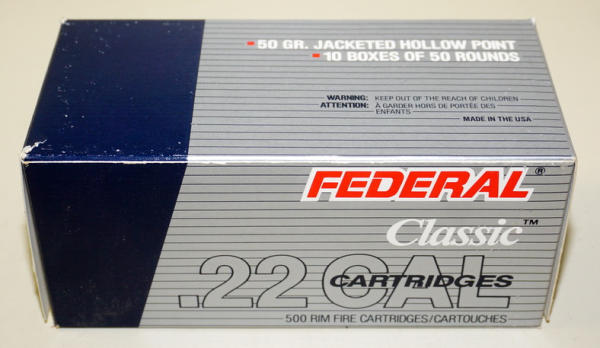 50 GR. JACKETED HOLLOW POINT
10 BOXES OF 50 ROUNDS
WARNING: KEEP OUT OF THE REACH OF CHILDREN
ATTENTION: À GARDER HORS DE PORTÉE DES
ENFANTS
MADE IN THE USA
FEDERAL®
Classic™
.22 CAL
CARTRIDGES
500 RIM FIRE CARTRIDGES/CARTOUCHES